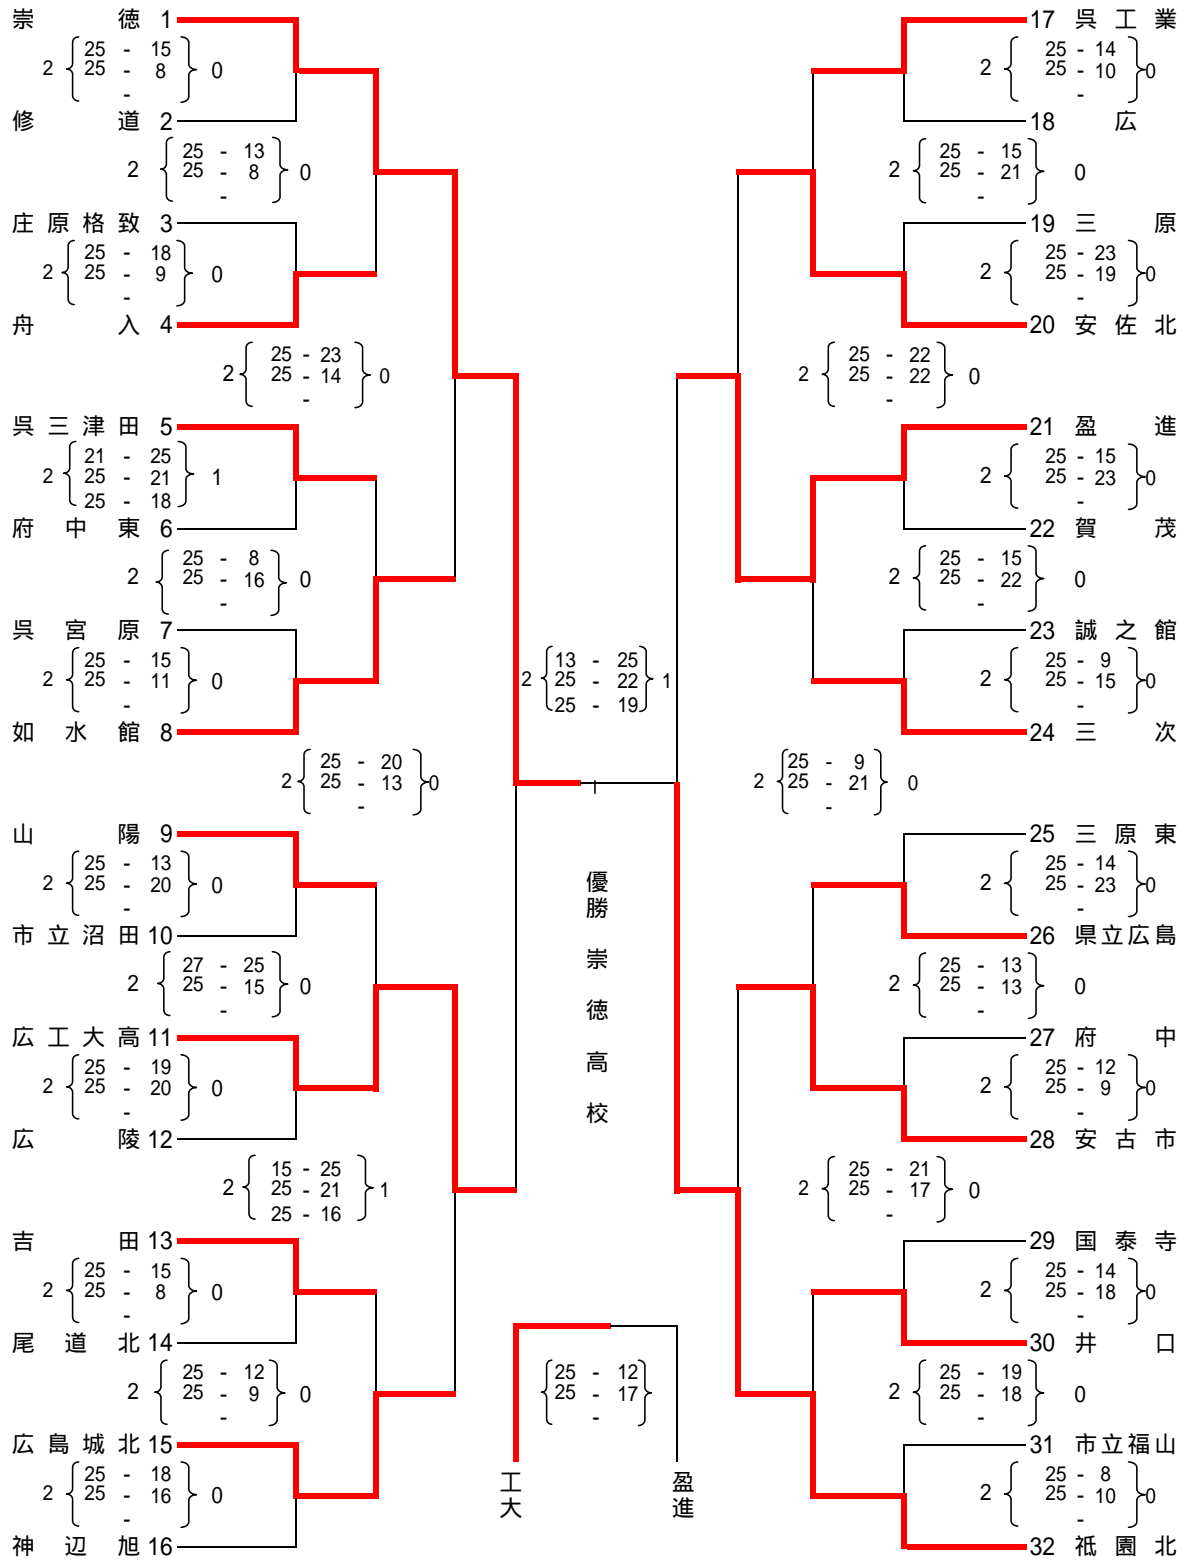 崇徳 1
2 25 - 15 0
25 - 8
-
修道 2
2 25 - 13 0
25 - 8
-
庄原格致 3
2 25 - 18 0
25 - 9
-
舟入 4
2 25 - 23 0
25 - 14
-
呉三津田 5
2 21 - 25 1
25 - 21
25 - 18
府中東 6
2 25 - 8 0
25 - 16
-
呉宮原 7
2 25 - 15 0
25 - 11
-
如水館 8
2 25 - 20 0
25 - 13
-
山陽 9
2 25 - 13 0
25 - 20
-
市立沼田 10
2 27 - 25 0
25 - 15
-
広工大高 11
2 25 - 19 0
25 - 20
-
広陵 12
2 15 - 25 1
25 - 21
25 - 16
吉田 13
2 25 - 15 0
25 - 8
-
尾道北 14
2 25 - 12 0
25 - 9
-
広島城北 15
2 25 - 18 0
25 - 16
-
神辺旭 16
2 13 - 25 1
25 - 22
25 - 19
優勝 崇徳高校
25 - 12
25 - 17
-
工大
盈進
17 呉工業
2 25 - 14 0
25 - 10
-
18 広
2 25 - 15 0
25 - 21
-
19 三原
2 25 - 23 0
25 - 19
-
20 安佐北
2 25 - 22 0
25 - 22
-
21 盈進
2 25 - 15 0
25 - 23
-
22 賀茂
2 25 - 15 0
25 - 22
-
23 誠之館
2 25 - 9 0
25 - 15
-
24 三次
2 25 - 9 0
25 - 21
-
25 三原東
2 25 - 14 0
25 - 23
-
26 県立広島
2 25 - 13 0
25 - 13
-
27 府中
2 25 - 12 0
25 - 9
-
28 安古市
2 25 - 21 0
25 - 17
-
29 国泰寺
2 25 - 14 0
25 - 18
-
30 井口
2 25 - 19 0
25 - 18
-
31 市立福山
2 25 - 8 0
25 - 10
-
32 祗園北